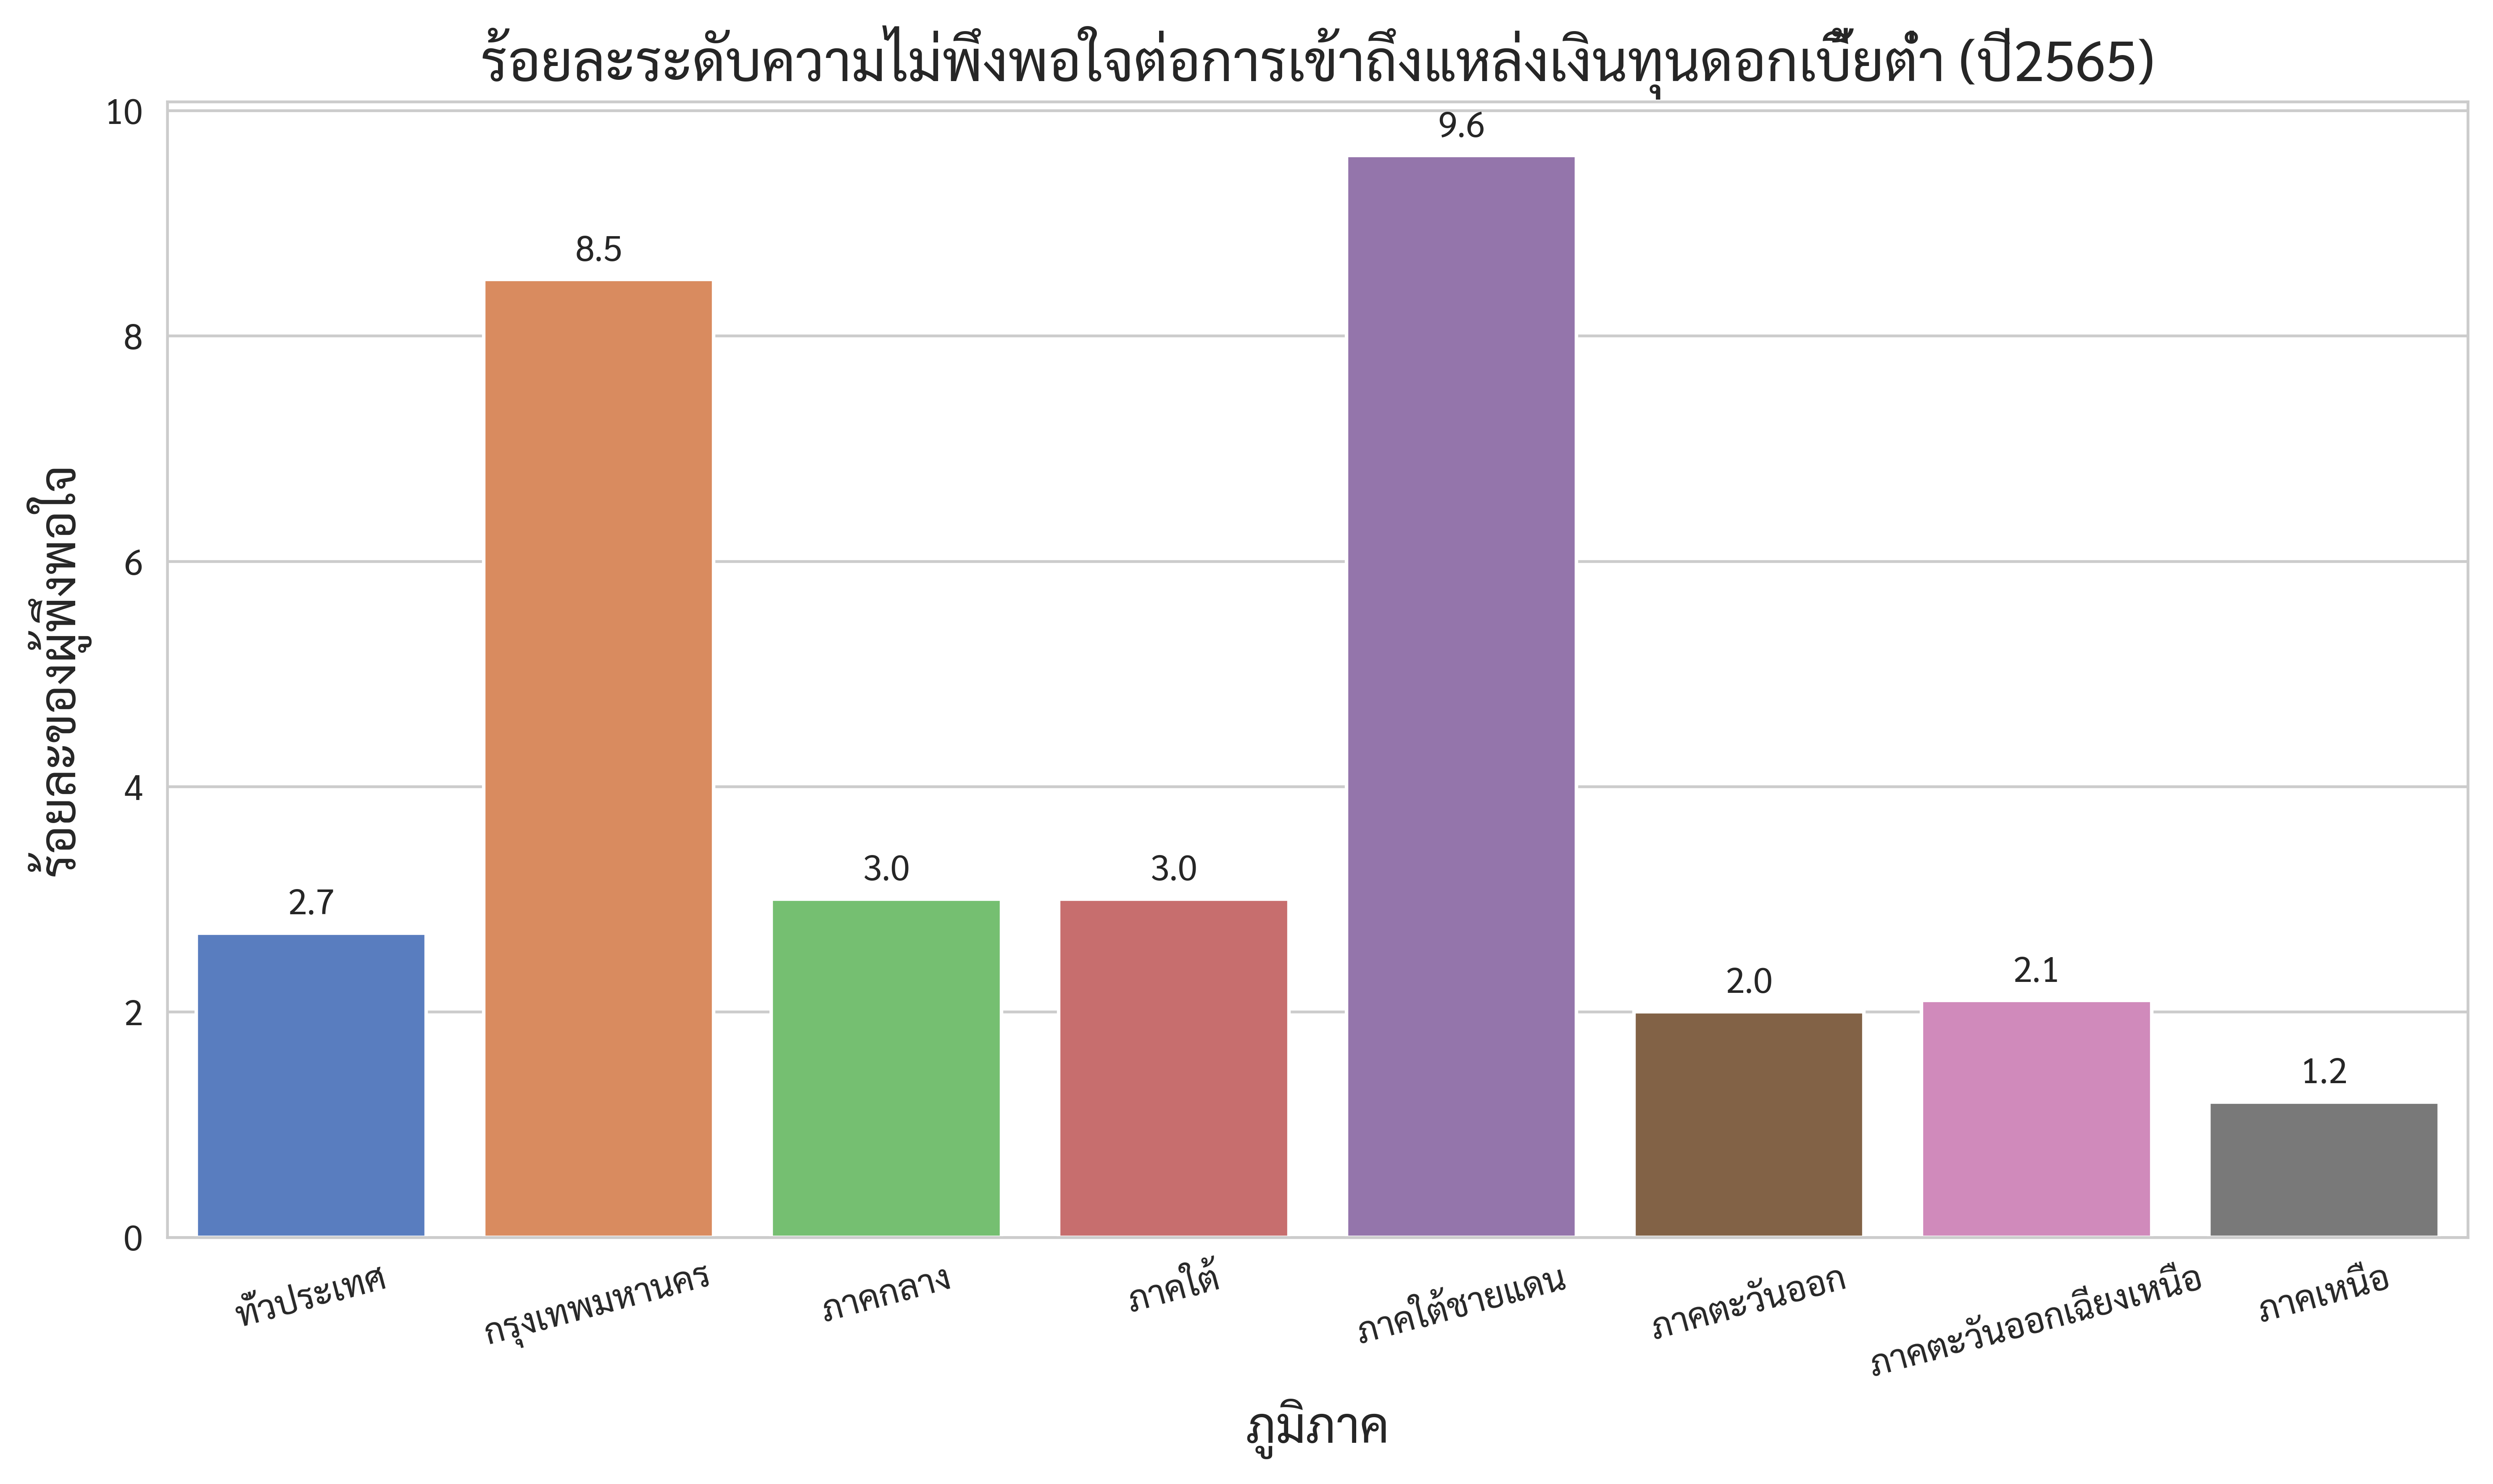 ร้อยละระดับความไม่พึงพอใจต่อการเข้าถึงแหล่งเงินทุนดอกเบี้ยต่ำ (ปี2565)
ร้อยละของผู้พึงพอใจ
10
8
6
4
2
0
2.7
8.5
3.0
3.0
9.6
2.0
2.1
1.2
ทั่วประเทศ
กรุงเทพมหานคร
ภาคกลาง
ภาคใต้
ภาคใต้ชายแดน
ภาคตะวันออก
ภาคตะวันออกเฉียงเหนือ
ภาคเหนือ
ภูมิภาค